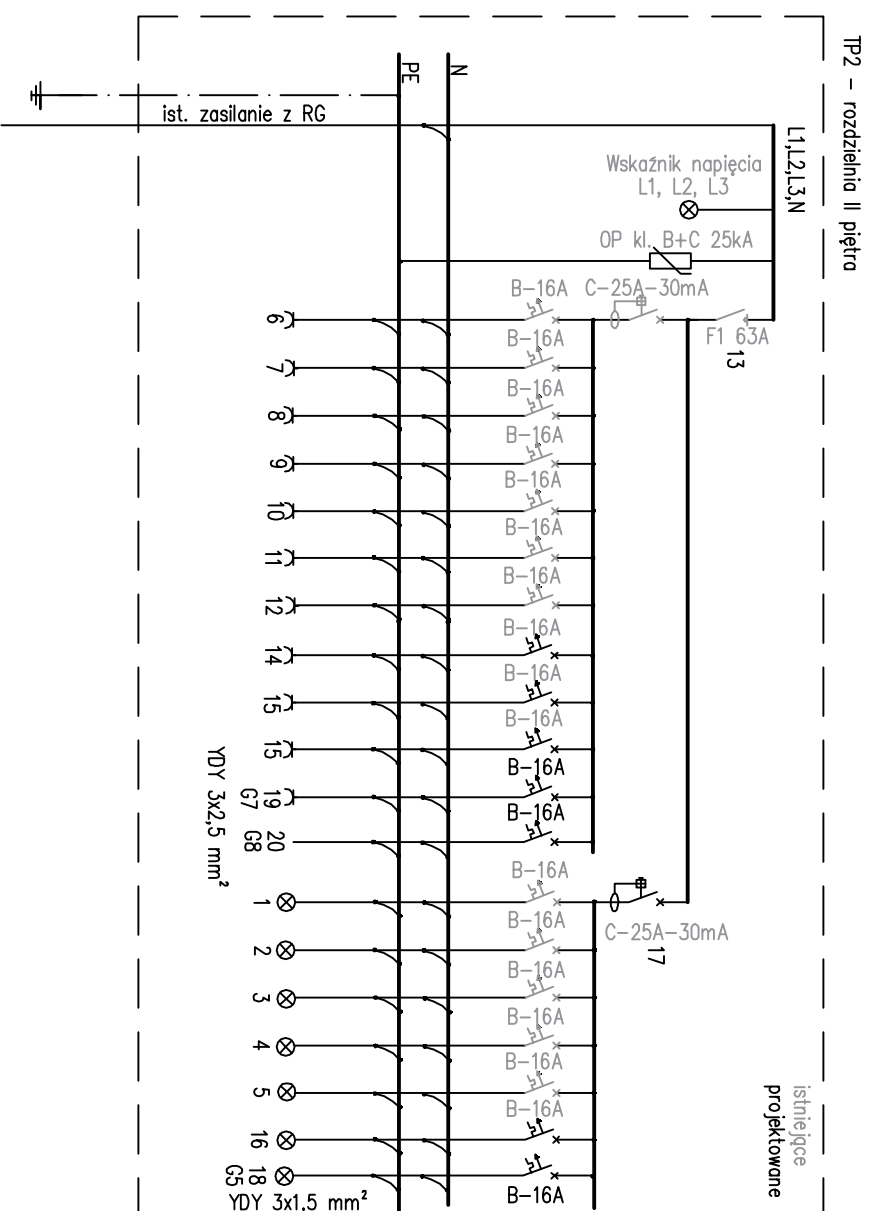 TP2 - rozdzielnia II piętra
PE
N
ist. zasilanie z RG
L1,L2,L3,N
Wskaźnik napięcia
L1, L2, L3
OP kl. B+C 25kA
B-16A
C-25A-30mA
F1 63A
13
6
B-16A
7
B-16A
8
B-16A
9
B-16A
10
B-16A
11
B-16A
12
B-16A
14
B-16A
15
B-16A
15
B-16A
19
G7
B-16A
20
G8
YDY 3x2,5 mm²
B-16A
C-25A-30mA
17
1
B-16A
2
B-16A
3
B-16A
4
B-16A
5
B-16A
16
18
G5
B-16A
YDY 3x1,5 mm²
istniejące
projektowane